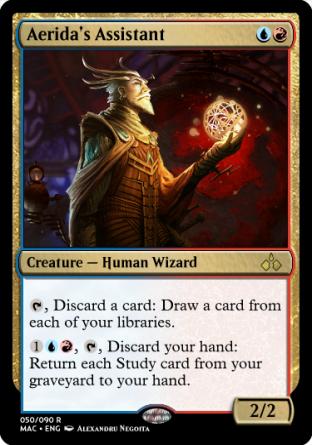 Aerida's Assistant
Creature — Human Wizard
, Discard a card: Draw a card from
each of your libraries.
1, , Discard your hand:
Return each Study card from your
graveyard to your hand.
050/090 R
MAC • ENG Alexandru Negoita
2/2